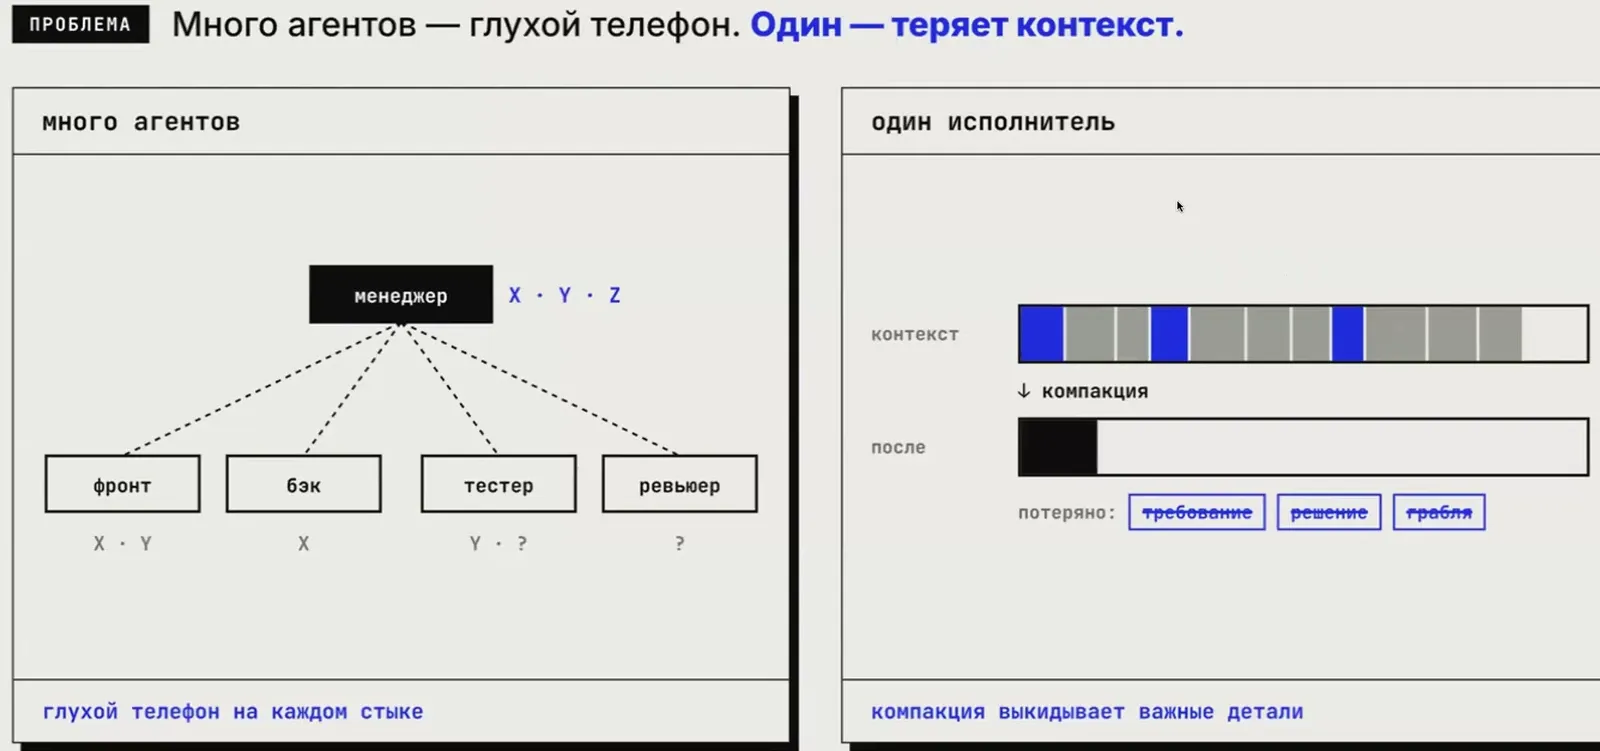 ПРОБЛЕМА
Много агентов — глухой телефон. Один — теряет контекст.
много агентов
менеджер
X · Y · Z
фронт
бэк
тестер
ревьюер
X · Y
X
Y · ?
?
глухой телефон на каждом стыке
один исполнитель
контекст
↓ компакция
после
потеряно: требование решение грабля
компакция выкидывает важные детали